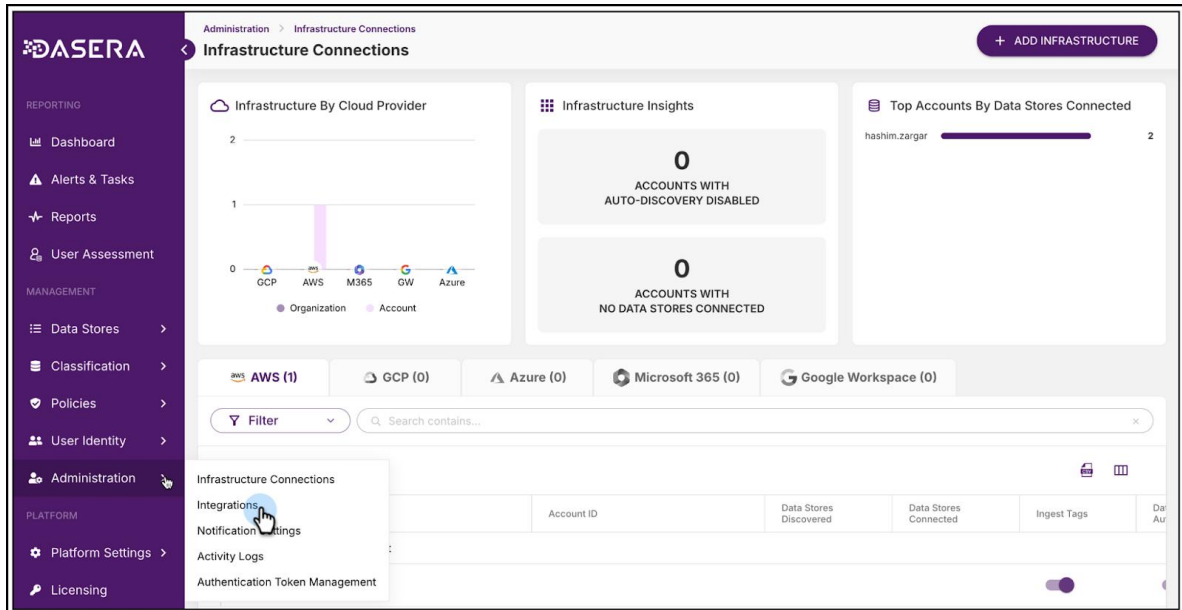 DASERA
REPORTING
Dashboard
Alerts & Tasks
Reports
User Assessment
MANAGEMENT
Data Stores
Classification
Policies
User Identity
Administration
PLATFORM
Platform Settings
Licensing
Administration > Infrastructure Connections
Infrastructure Connections
+ ADD INFRASTRUCTURE
Infrastructure By Cloud Provider
2
1
0
aws
GCP AWS M365 GW Azure
Organization Account
Infrastructure Insights
0
ACCOUNTS WITH
AUTO-DISCOVERY DISABLED
0
ACCOUNTS WITH
NO DATA STORES CONNECTED
Top Accounts By Data Stores Connected
hashim.zargar 2
aws AWS (1) GCP (0) Azure (0) Microsoft 365 (0) Google Workspace (0)
Filter Search contains...
CSV
Infrastructure Connections
Integrations
Notification
Activity Logs
Authentication Token Management
Account ID
Data Stores
Discovered
Data Stores
Connected
Ingest Tags